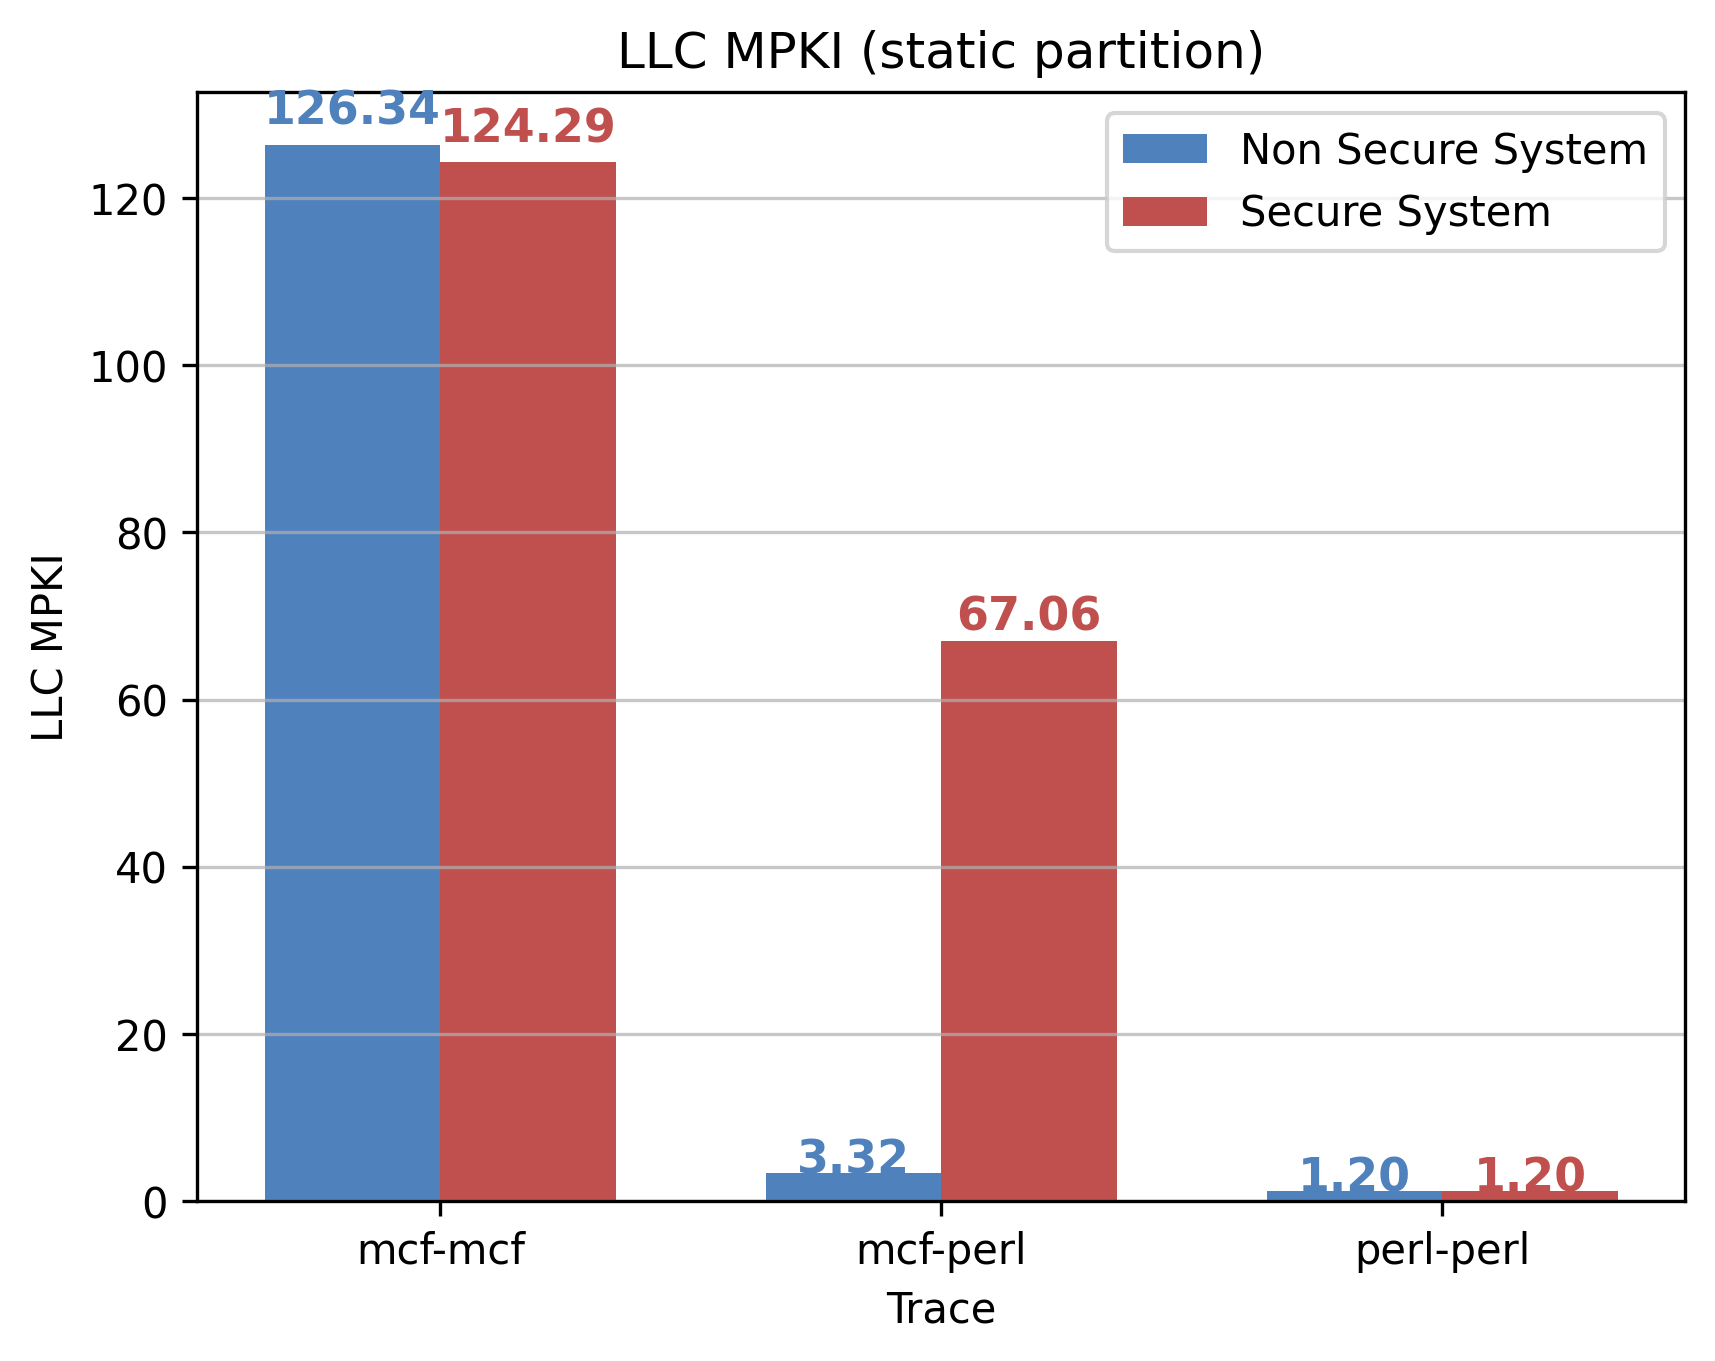 LLC MPKI (static partition)
126.34
124.29
Non Secure System
Secure System
120
100
80
67.06
60
LLC MPKI
40
20
3.32
1.20
1.20
0
mcf-mcf
mcf-perl
perl-perl
Trace